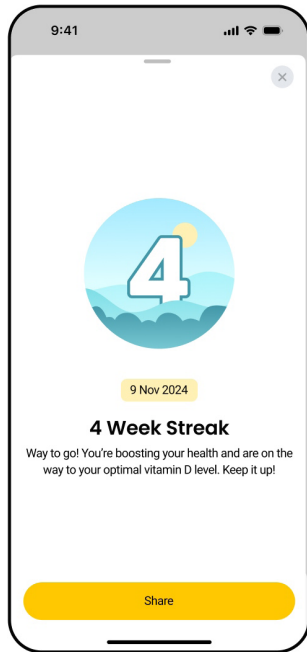 9:41
4
9 Nov 2024
4 Week Streak
Way to go! You're boosting your health and are on the
way to your optimal vitamin D level. Keep it up!
Share